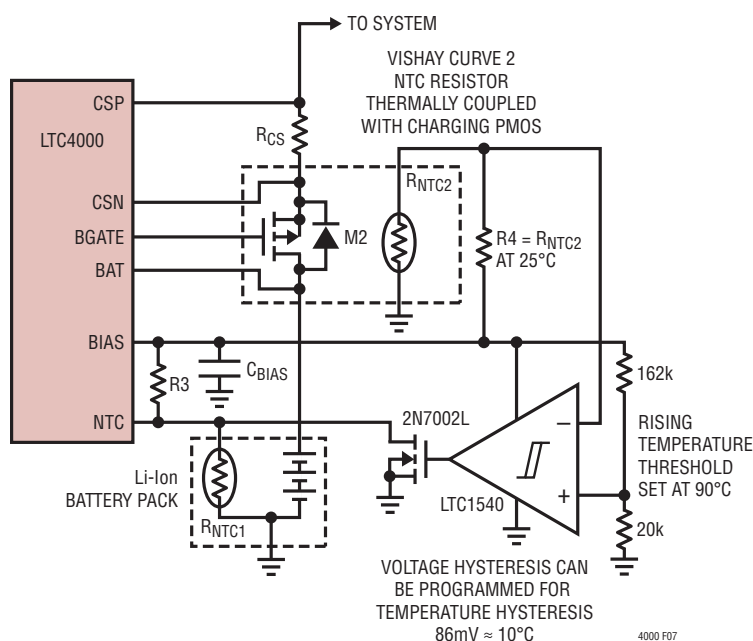 TO SYSTEM
VISHAY CURVE 2
NTC RESISTOR
THERMALLY COUPLED
WITH CHARGING PMOS
CSP
LTC4000
RCS
CSN
BGATE
BAT
M2
RNTC2
R4 = RNTC2
AT 25°C
BIAS
R3
CBIAS
NTC
162k
2N7002L
RISING
TEMPERATURE
THRESHOLD
SET AT 90°C
–
+
LTC1540
20k
Li-Ion
BATTERY PACK
RNTC1
VOLTAGE HYSTERESIS CAN
BE PROGRAMMED FOR
TEMPERATURE HYSTERESIS
86mV ≈ 10°C
4000 F07